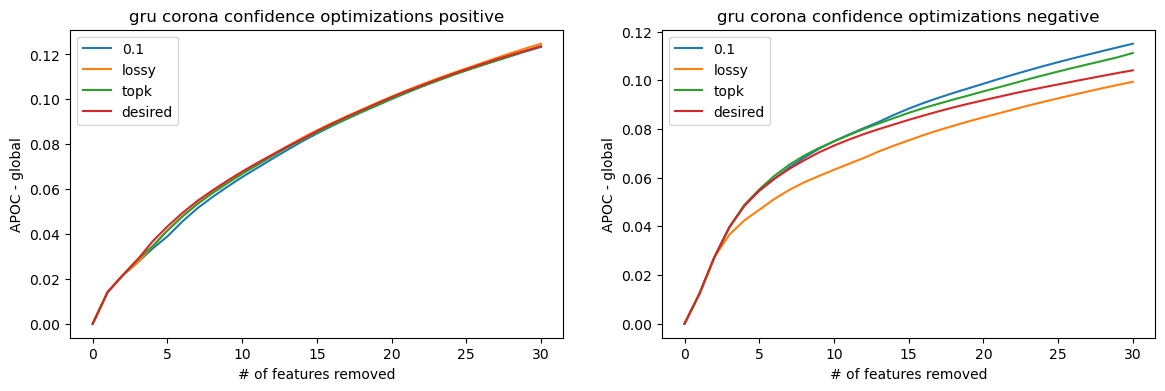 gru corona confidence optimizations positive
APOC - global
0.12
0.10
0.08
0.06
0.04
0.02
0.00
0.1
lossy
topk
desired
0 5 10 15 20 25 30
# of features removed
gru corona confidence optimizations negative
APOC - global
0.12
0.10
0.08
0.06
0.04
0.02
0.00
0.1
lossy
topk
desired
0 5 10 15 20 25 30
# of features removed